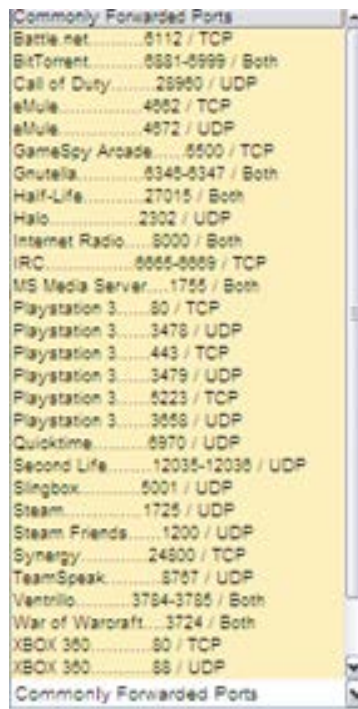 Commonly Forwarded Ports
Battle.net...........6112 / TCP
BitTorrent.........6881-6999 / Both
Call of Duty........28960 / UDP
eMule.................4662 / TCP
eMule.................4672 / UDP
GameSpy Arcade......6500 / TCP
Gnutella............6346-6347 / Both
Half-Life............27015 / Both
Halo.................2302 / UDP
Internet Radio.....8000 / Both
IRC..................6665-6669 / TCP
MS Media Server....1755 / Both
Playstation 3......80 / TCP
Playstation 3......3478 / UDP
Playstation 3......443 / TCP
Playstation 3......3479 / UDP
Playstation 3......5223 / TCP
Playstation 3......3658 / UDP
Quicktime..........6970 / UDP
Second Life.........12035-12036 / UDP
Slingbox............5001 / UDP
Steam...............1725 / UDP
Steam Friends......1200 / UDP
Synergy.............24800 / TCP
TeamSpeak.........8767 / UDP
Ventrilo..........3784-3785 / Both
War of Warcraft....3724 / Both
XBOX 360...........80 / TCP
XBOX 360...........88 / UDP
Commonly Forwarded Ports